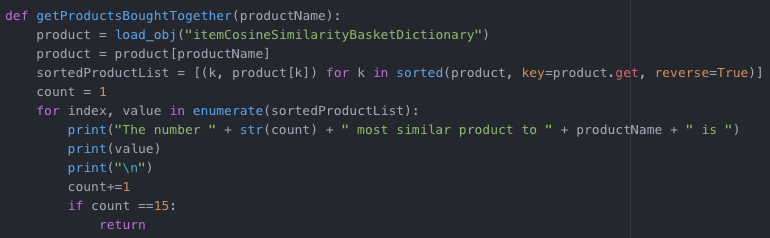 def getProductsBoughtTogether(productName):
    product = load_obj("itemCosineSimilarityBasketDictionary")
    product = product[productName]
    sortedProductList = [(k, product[k]) for k in sorted(product, key=product.get, reverse=True)]
    count = 1
    for index, value in enumerate(sortedProductList):
        print("The number " + str(count) + " most similar product to " + productName + " is ")
        print(value)
        print("\n")
        count+=1
        if count ==15:
            return